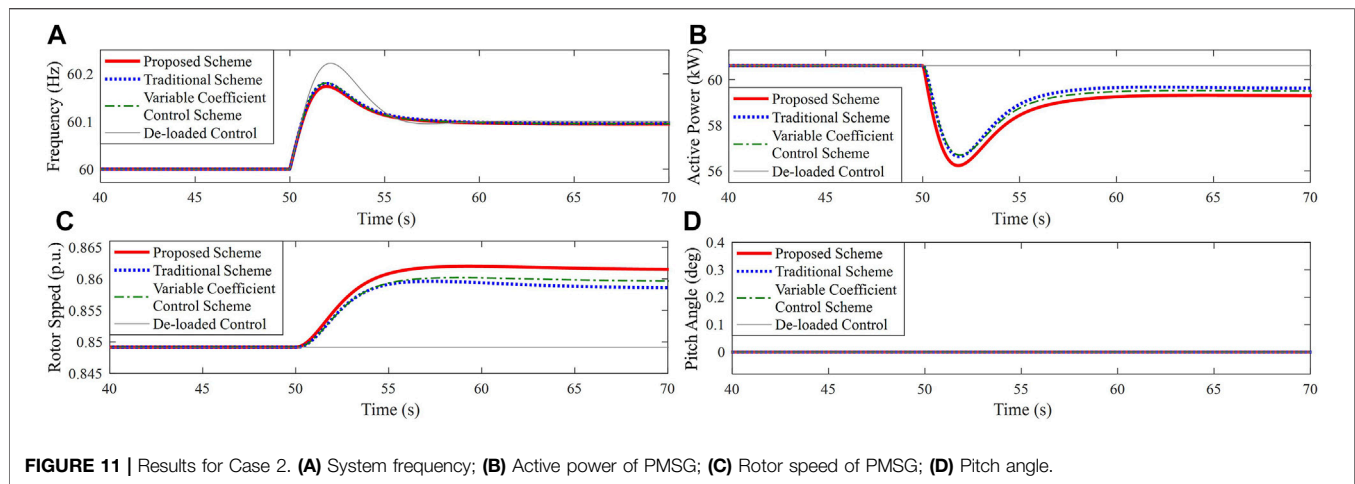 A
Frequency (Hz)
60.2
60.1
60
Proposed Scheme
Traditional Scheme
Variable Coefficient
Control Scheme
De-loaded Control
40 45 50 55 60 65 70
Time (s)
B
Active Power (kW)
60
58
56
Proposed Scheme
Traditional Scheme
Variable Coefficient
Control Scheme
De-loaded Control
40 45 50 55 60 65 70
Time (s)
C
Rotor Speed (p.u.)
0.865
0.86
0.855
0.85
0.845
Proposed Scheme
Traditional Scheme
Variable Coefficient
Control Scheme
De-loaded Control
40 45 50 55 60 65 70
Time (s)
D
Pitch Angle (deg)
0.4
0.3
0.2
0.1
0
Proposed Scheme
Traditional Scheme
Variable Coefficient
Control Scheme
De-loaded Control
40 45 50 55 60 65 70
Time (s)
FIGURE 11 | Results for Case 2. (A) System frequency; (B) Active power of PMSG; (C) Rotor speed of PMSG; (D) Pitch angle.